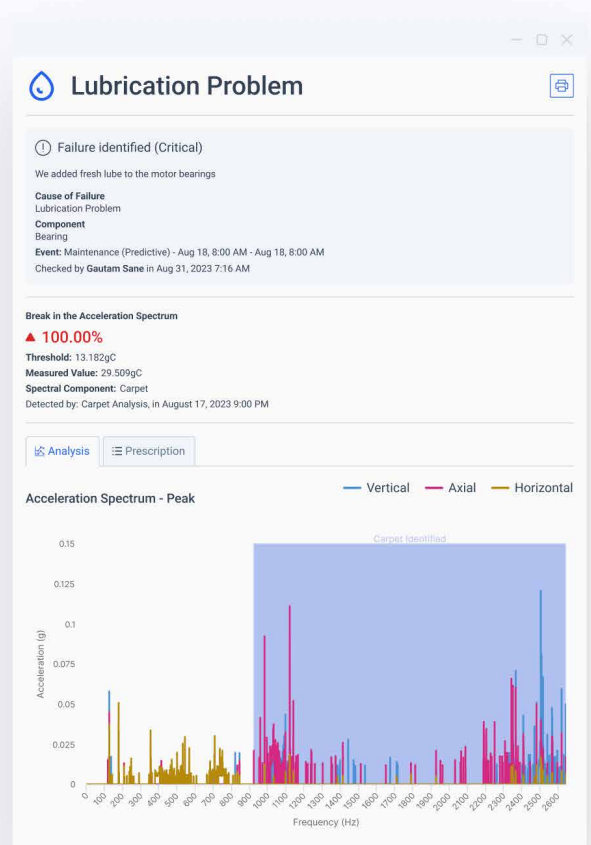 Lubrication Problem
Failure identified (Critical)
We added fresh lube to the motor bearings
Cause of Failure
Lubrication Problem
Component
Bearing
Event: Maintenance (Predictive) - Aug 18, 8:00 AM - Aug 18, 8:00 AM
Checked by Gautam Sane in Aug 31, 2023 7:16 AM
Break in the Acceleration Spectrum
100.00%
Threshold: 13.182gC
Measured Value: 29.509gC
Spectral Component: Carpet
Detected by: Carpet Analysis, in August 17, 2023 9:00 PM
Analysis
Prescription
Vertical
Axial
Horizontal
Acceleration Spectrum - Peak
Carpet Identified
0.15
0.125
0.1
0.075
0.05
0.025
0
Acceleration (g)
0
100
200
300
400
500
600
700
800
900
1000
1100
1200
1300
1400
1500
1600
1700
1800
1900
2000
2100
2200
2300
2400
2500
2600
Frequency (Hz)